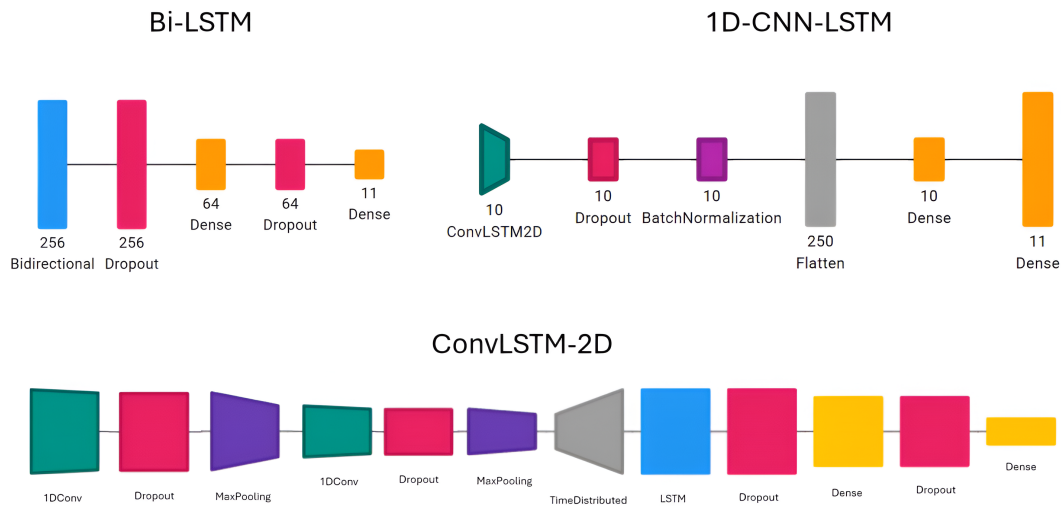 Bi-LSTM
1D-CNN-LSTM
256
Bidirectional
256
Dropout
64
Dense
64
Dropout
11
Dense
10
ConvLSTM2D
10
Dropout
10
BatchNormalization
250
Flatten
10
Dense
11
Dense
ConvLSTM-2D
1DConv
Dropout
MaxPooling
1DConv
Dropout
MaxPooling
TimeDistributed
LSTM
Dropout
Dense
Dropout
Dense